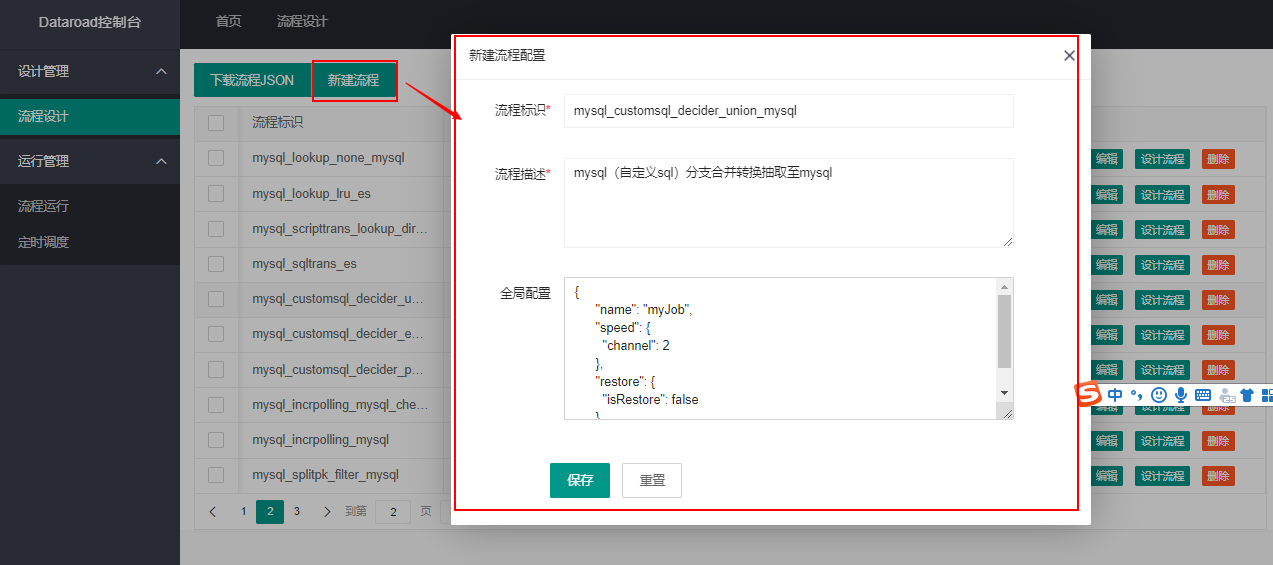 Dataroad控制台
首页
流程设计
设计管理
流程设计
运行管理
流程运行
定时调度
下载流程JSON
新建流程
流程标识
mysql_lookup_none_mysql
编辑 设计流程 删除
mysql_lookup_lru_es
编辑 设计流程 删除
mysql_scripttrans_lookup_dir…
编辑 设计流程 删除
mysql_sqltrans_es
编辑 设计流程 删除
mysql_customsql_decider_u…
编辑 设计流程 删除
mysql_customsql_decider_e…
编辑 设计流程 删除
mysql_customsql_decider_p…
编辑 设计流程 删除
mysql_incrpolling_mysql_che…
编辑 设计流程 删除
mysql_incrpolling_mysql
编辑 设计流程 删除
mysql_splitpk_filter_mysql
编辑 设计流程 删除
1 2 3 到第 2 页
新建流程配置
流程标识*
mysql_customsql_decider_union_mysql
流程描述*
mysql（自定义sql）分支合并转换抽取至mysql
全局配置
{
"name": "myJob",
"speed": {
"channel": 2
},
"restore": {
"isRestore": false
}
保存
重置
S 中